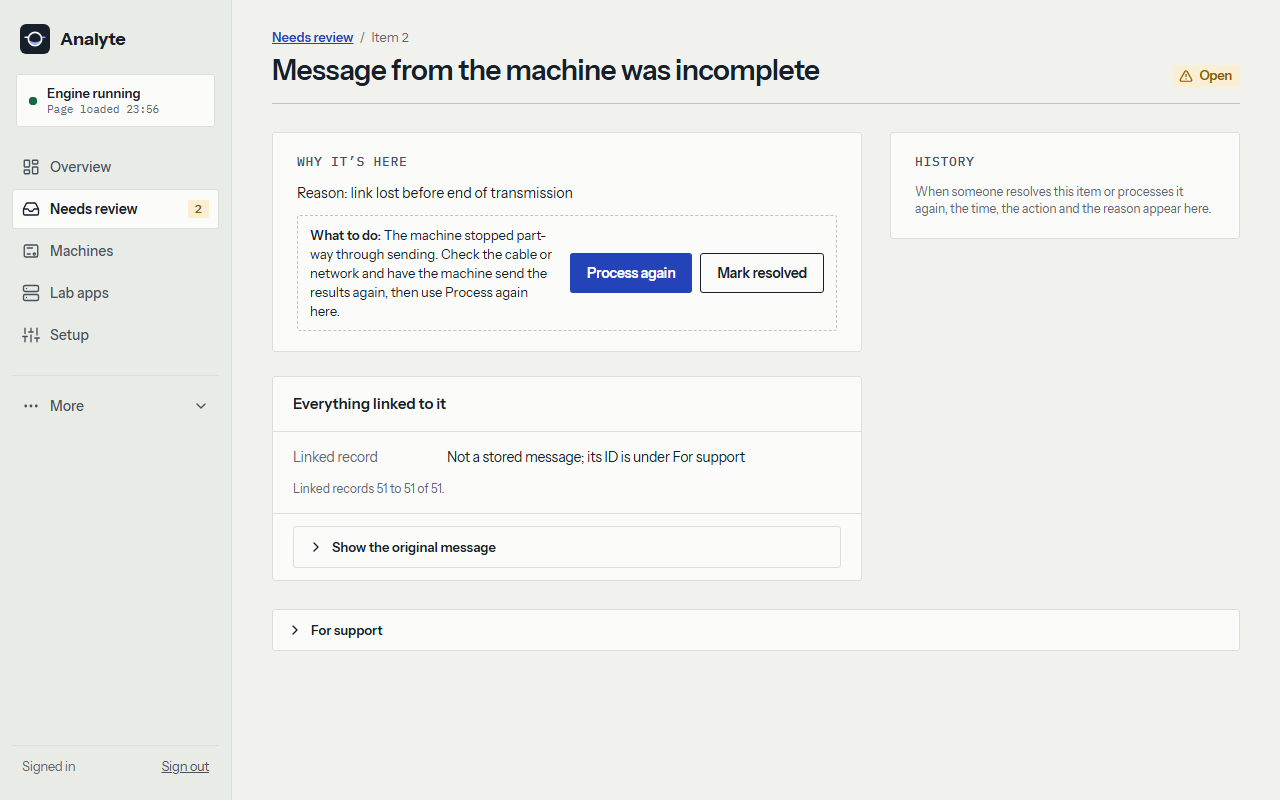 Analyte
Engine running
Page loaded 23:56
Overview
Needs review 2
Machines
Lab apps
Setup
More
Signed in Sign out
Needs review / Item 2
Message from the machine was incomplete
Open
WHY IT’S HERE
Reason: link lost before end of transmission
What to do: The machine stopped part-
way through sending. Check the cable or
network and have the machine send the
results again, then use Process again
here.
Process again
Mark resolved
HISTORY
When someone resolves this item or processes it
again, the time, the action and the reason appear here.
Everything linked to it
Linked record Not a stored message; its ID is under For support
Linked records 51 to 51 of 51.
Show the original message
For support